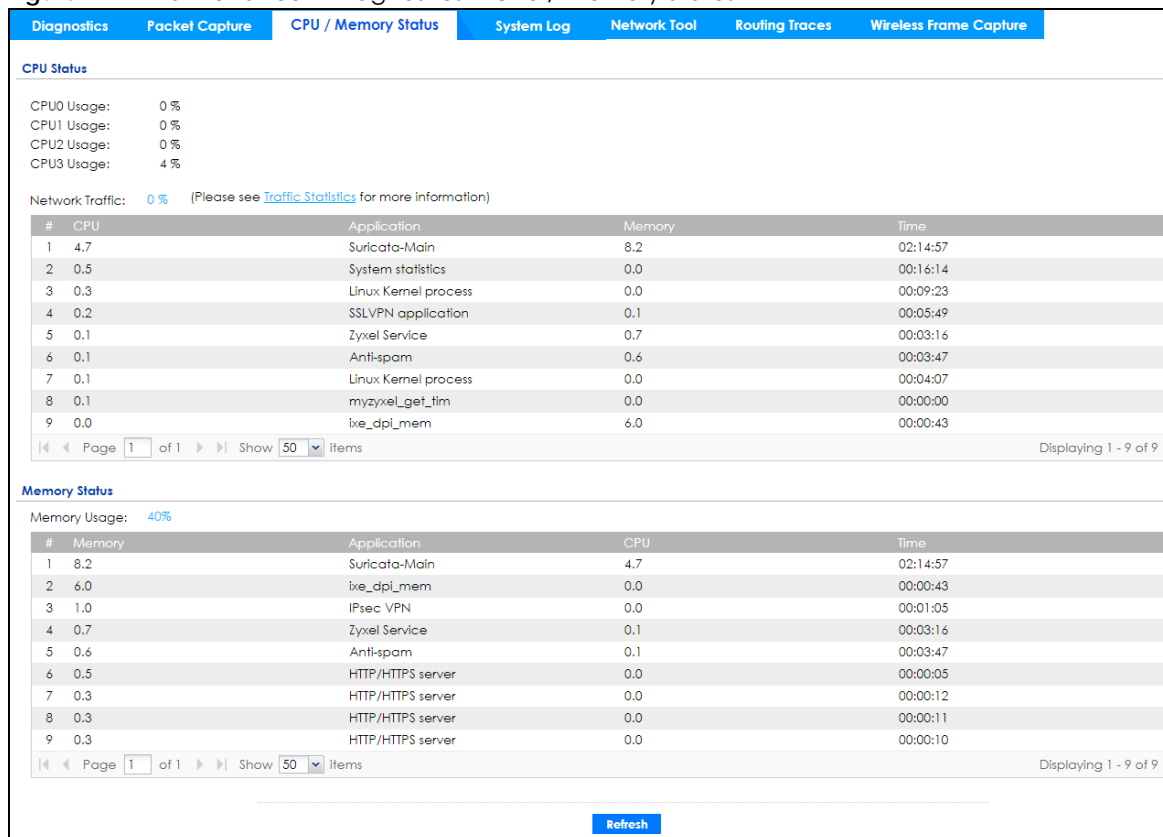 Diagnostics Packet Capture CPU / Memory Status System Log Network Tool Routing Traces Wireless Frame Capture
CPU Status
CPU0 Usage: 0 %
CPU1 Usage: 0 %
CPU2 Usage: 0 %
CPU3 Usage: 4 %
Network Traffic: 0 % (Please see Traffic Statistics for more information)
# CPU Application Memory Time
1 4.7 Suricata-Main 8.2 02:14:57
2 0.5 System statistics 0.0 00:16:14
3 0.3 Linux Kernel process 0.0 00:09:23
4 0.2 SSLVPN application 0.1 00:05:49
5 0.1 Zyxel Service 0.7 00:03:16
6 0.1 Anti-spam 0.6 00:03:47
7 0.1 Linux Kernel process 0.0 00:04:07
8 0.1 myzyxel_get_tim 0.0 00:00:00
9 0.0 ixe_dpi_mem 6.0 00:00:43
Page 1 of 1 Show 50 items Displaying 1 - 9 of 9
Memory Status
Memory Usage: 40%
# Memory Application CPU Time
1 8.2 Suricata-Main 4.7 02:14:57
2 6.0 ixe_dpi_mem 0.0 00:00:43
3 1.0 IPsec VPN 0.0 00:01:05
4 0.7 Zyxel Service 0.1 00:03:16
5 0.6 Anti-spam 0.1 00:03:47
6 0.5 HTTP/HTTPS server 0.0 00:00:05
7 0.3 HTTP/HTTPS server 0.0 00:00:12
8 0.3 HTTP/HTTPS server 0.0 00:00:11
9 0.3 HTTP/HTTPS server 0.0 00:00:10
Page 1 of 1 Show 50 items Displaying 1 - 9 of 9
Refresh